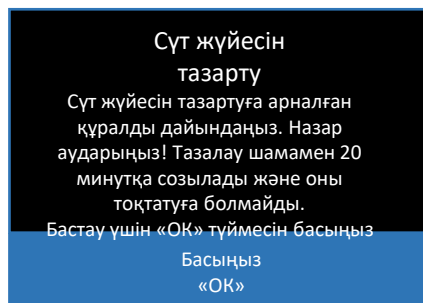 Сүт жүйесін
тазарту
Сүт жүйесін тазартуға арналған
құралды дайындаңыз. Назар
аударыңыз! Тазалау шамамен 20
минутқа созылады және оны
тоқтатуға болмайды.
Бастау үшін «ОК» түймесін басыңыз
Басыңыз
«ОК»